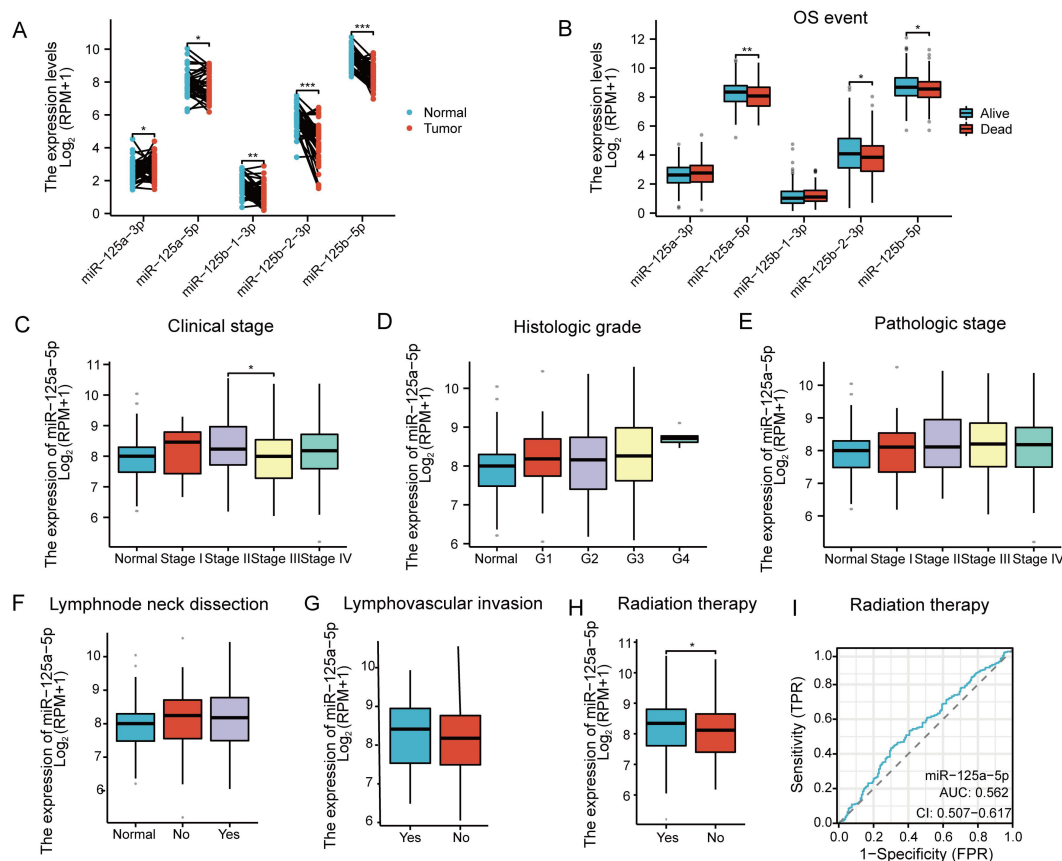 A
The expression levels
Log2 (RPM+1)
10
8
6
4
2
0
*
*
**
***
***
Normal
Tumor
miR−125a−3p
miR−125a−5p
miR−125b−1−3p
miR−125b−2−3p
miR−125b−5p
B
OS event
The expression levels
Log2 (RPM+1)
12
10
8
6
4
2
0
**
*
*
Alive
Dead
miR−125a−3p
miR−125a−5p
miR−125b−1−3p
miR−125b−2−3p
miR−125b−5p
C
Clinical stage
The expression of miR−125a−5p
Log2 (RPM+1)
11
10
9
8
7
6
*
Normal Stage I Stage II Stage III Stage IV
D
Histologic grade
The expression of miR−125a−5p
Log2 (RPM+1)
10
9
8
7
6
Normal G1 G2 G3 G4
E
Pathologic stage
The expression of miR−125a−5p
Log2 (RPM+1)
11
10
9
8
7
6
Normal Stage I Stage II Stage III Stage IV
F
Lymphnode neck dissection
The expression of miR−125a−5p
Log2 (RPM+1)
11
10
9
8
7
6
Normal No Yes
G
Lymphovascular invasion
The expression of miR−125a−5p
Log2 (RPM+1)
10
9
8
7
6
Yes No
H
Radiation therapy
The expression of miR−125a−5p
Log2 (RPM+1)
11
10
9
8
7
6
*
Yes No
I
Radiation therapy
Sensitivity (TPR)
1.0
0.8
0.6
0.4
0.2
0.0
miR−125a−5p
AUC: 0.562
CI: 0.507−0.617
0.0 0.2 0.4 0.6 0.8 1.0
1−Specificity (FPR)